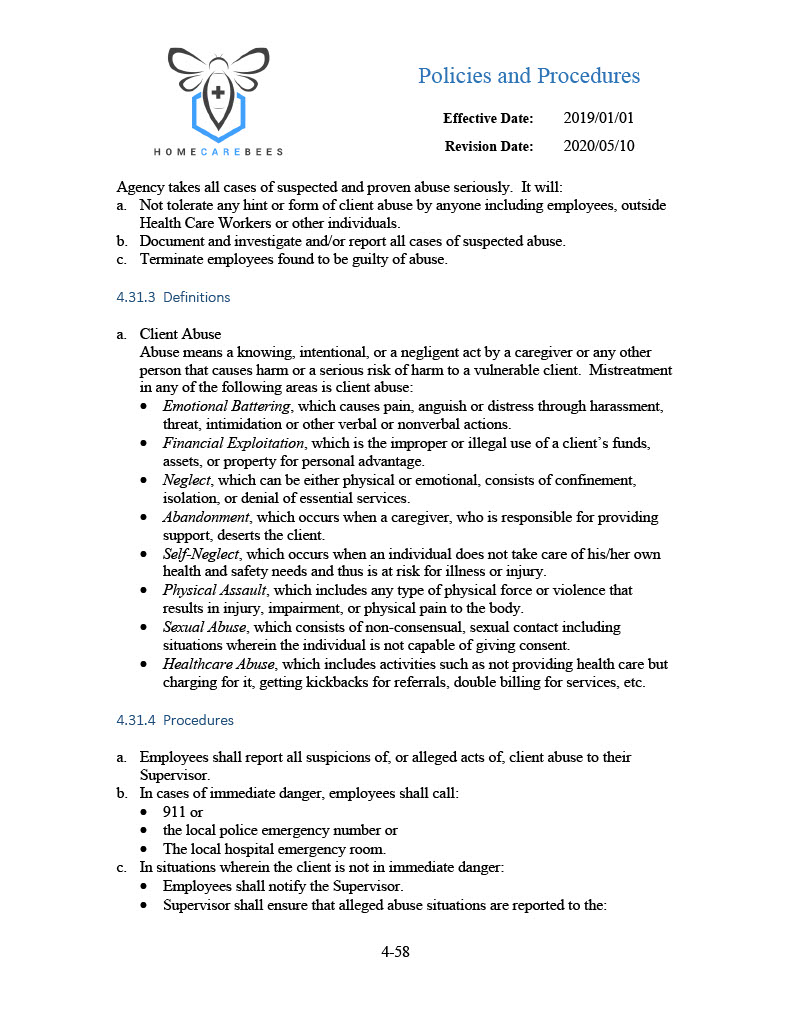 Policies and Procedures
Effective Date: 2019/01/01
Revision Date: 2020/05/10
HOMECAREBEES
Agency takes all cases of suspected and proven abuse seriously. It will:
a. Not tolerate any hint or form of client abuse by anyone including employees, outside
Health Care Workers or other individuals.
b. Document and investigate and/or report all cases of suspected abuse.
c. Terminate employees found to be guilty of abuse.
4.31.3 Definitions
a. Client Abuse
Abuse means a knowing, intentional, or a negligent act by a caregiver or any other
person that causes harm or a serious risk of harm to a vulnerable client. Mistreatment
in any of the following areas is client abuse:
• Emotional Battering, which causes pain, anguish or distress through harassment,
threat, intimidation or other verbal or nonverbal actions.
• Financial Exploitation, which is the improper or illegal use of a client's funds,
assets, or property for personal advantage.
• Neglect, which can be either physical or emotional, consists of confinement,
isolation, or denial of essential services.
• Abandonment, which occurs when a caregiver, who is responsible for providing
support, deserts the client.
• Self-Neglect, which occurs when an individual does not take care of his/her own
health and safety needs and thus is at risk for illness or injury.
• Physical Assault, which includes any type of physical force or violence that
results in injury, impairment, or physical pain to the body.
• Sexual Abuse, which consists of non-consensual, sexual contact including
situations wherein the individual is not capable of giving consent.
• Healthcare Abuse, which includes activities such as not providing health care but
charging for it, getting kickbacks for referrals, double billing for services, etc.
4.31.4 Procedures
a. Employees shall report all suspicions of, or alleged acts of, client abuse to their
Supervisor.
b. In cases of immediate danger, employees shall call:
• 911 or
• the local police emergency number or
• The local hospital emergency room.
c. In situations wherein the client is not in immediate danger:
• Employees shall notify the Supervisor.
• Supervisor shall ensure that alleged abuse situations are reported to the:
4-58